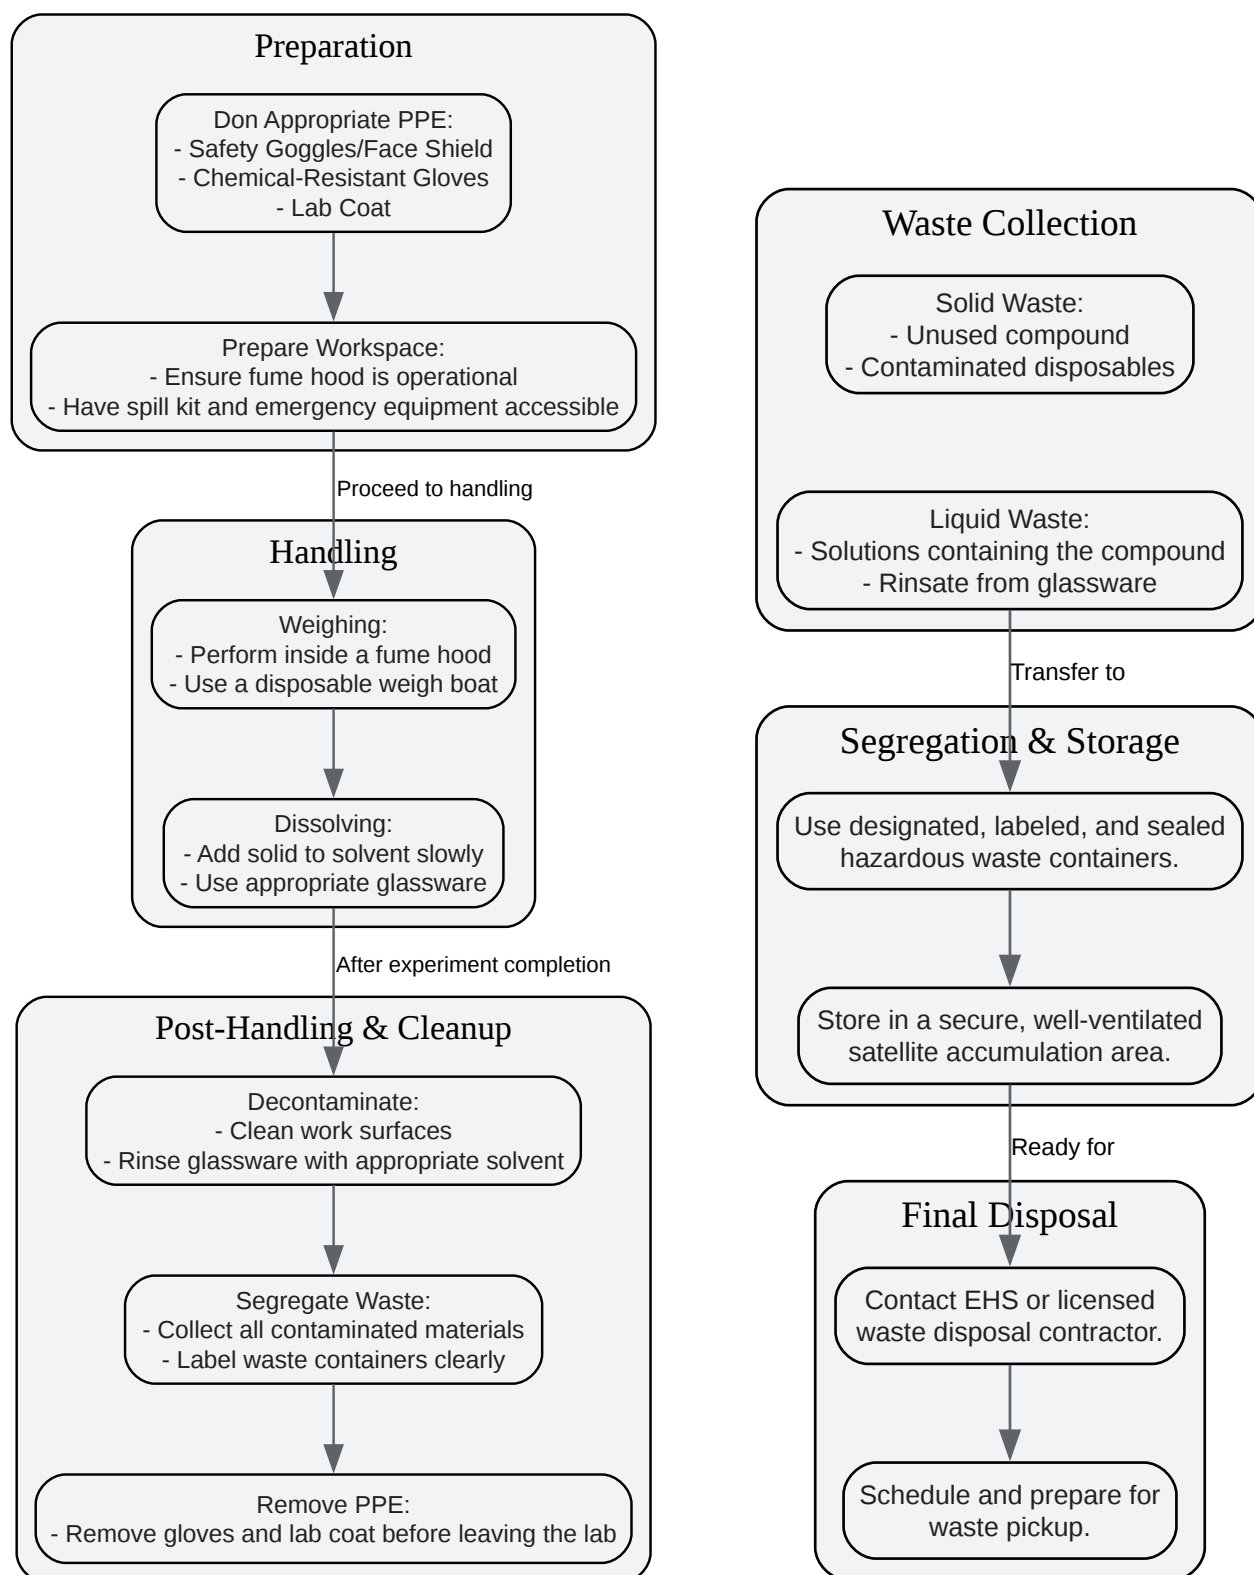 Preparation
Don Appropriate PPE:
- Safety Goggles/Face Shield
- Chemical-Resistant Gloves
- Lab Coat
Prepare Workspace:
- Ensure fume hood is operational
- Have spill kit and emergency equipment accessible
Proceed to handling
Handling
Weighing:
- Perform inside a fume hood
- Use a disposable weigh boat
Dissolving:
- Add solid to solvent slowly
- Use appropriate glassware
After experiment completion
Post-Handling & Cleanup
Decontaminate:
- Clean work surfaces
- Rinse glassware with appropriate solvent
Segregate Waste:
- Collect all contaminated materials
- Label waste containers clearly
Remove PPE:
- Remove gloves and lab coat before leaving the lab
Waste Collection
Solid Waste:
- Unused compound
- Contaminated disposables
Liquid Waste:
- Solutions containing the compound
- Rinsate from glassware
Transfer to
Segregation & Storage
Use designated, labeled, and sealed
hazardous waste containers.
Store in a secure, well-ventilated
satellite accumulation area.
Ready for
Final Disposal
Contact EHS or licensed
waste disposal contractor.
Schedule and prepare for
waste pickup.